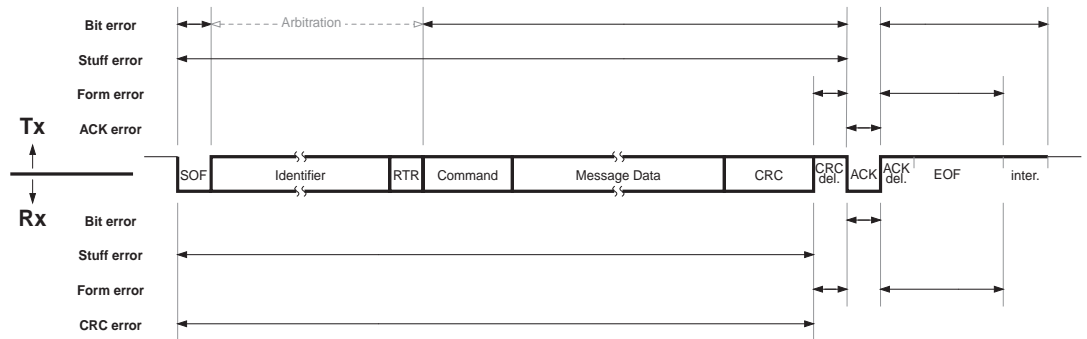 Bit error
Arbitration
Stuff error
Form error
Tx
ACK error
SOF
Identifier
RTR
Command
Message Data
CRC
CRC
del.
ACK
ACK
del.
EOF
inter.
Rx
Bit error
Stuff error
Form error
CRC error